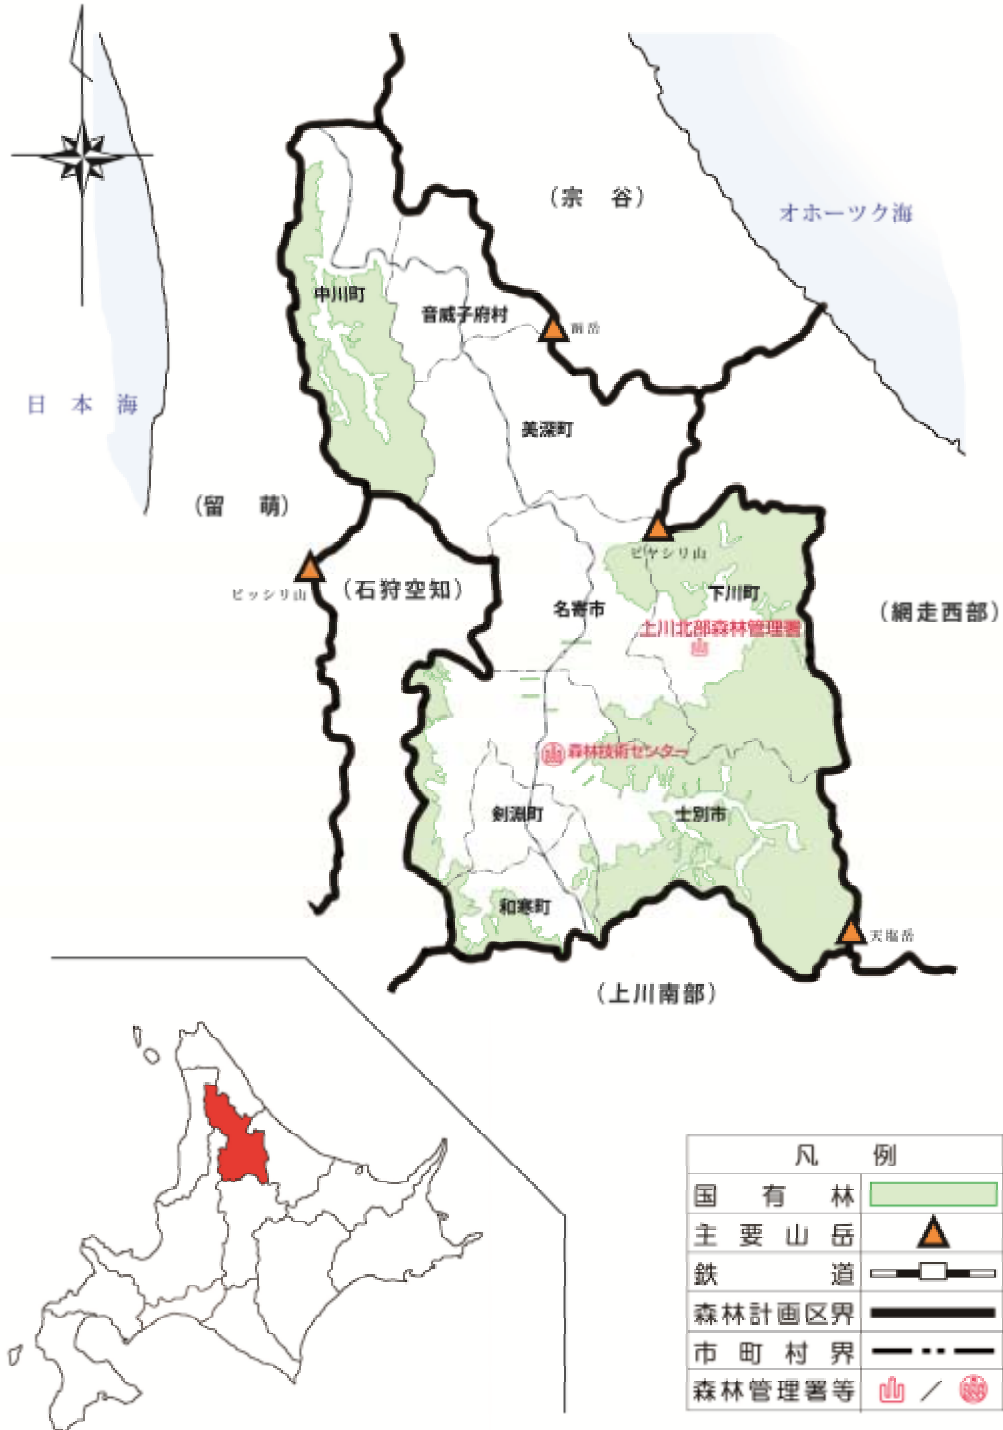 （宗　谷）
オホーツク海
中川町
音威子府村
函岳
日　本　海
美深町
（留　萌）
ピヤシリ山
ピッシリ山
（石狩空知）
下川町
名寄市
（網走西部）
上川北部森林管理署
森林技術センター
剣淵町
士別市
和寒町
天塩岳
（上川南部）
凡　例
国有林
主要山岳
鉄道
森林計画区界
市町村界
森林管理署等
／